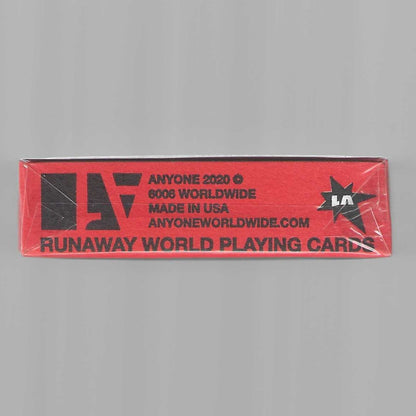 ANYONE 2020 ©
6006 WORLDWIDE
MADE IN USA
ANYONEWORLDWIDE.COM
LA
RUNAWAY WORLD PLAYING CARDS